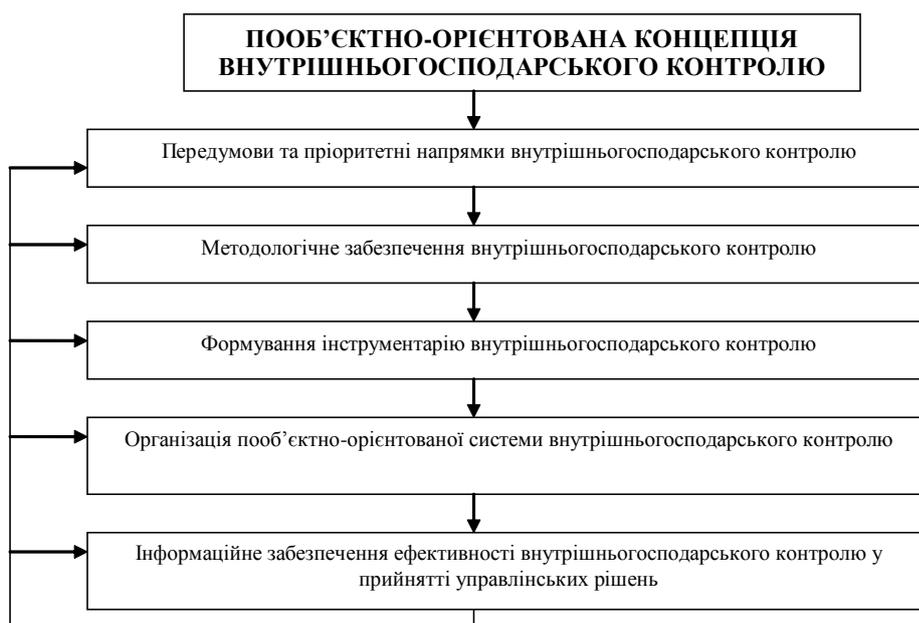 ПООБ’ЄКТНО-ОРІЄНТОВАНА КОНЦЕПЦІЯ
ВНУТРІШНЬОГОСПОДАРСЬКОГО КОНТРОЛЮ
Передумови та пріоритетні напрямки внутрішньогосподарського контролю
Методологічне забезпечення внутрішньогосподарського контролю
Формування інструментарію внутрішньогосподарського контролю
Організація пооб’єктно-орієнтованої системи внутрішньогосподарського контролю
Інформаційне забезпечення ефективності внутрішньогосподарського контролю у
прийнятті управлінських рішень